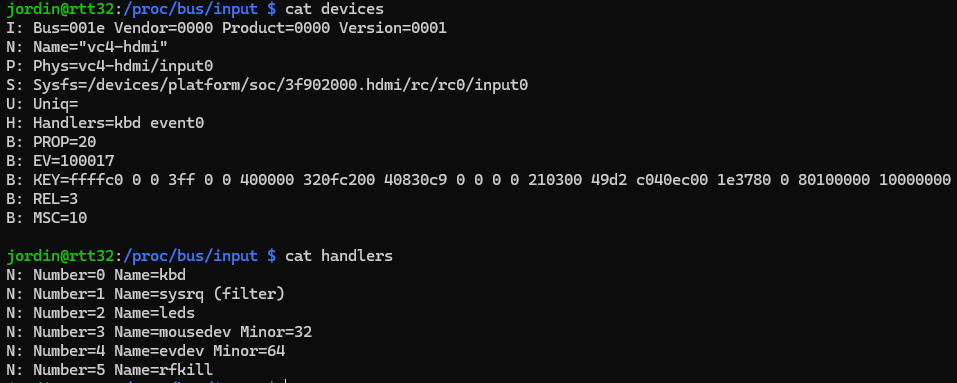 jordin@rtt32:/proc/bus/input $ cat devices
I: Bus=001e Vendor=0000 Product=0000 Version=0001
N: Name="vc4-hdmi"
P: Phys=vc4-hdmi/input0
S: Sysfs=/devices/platform/soc/3f902000.hdmi/rc/rc0/input0
U: Uniq=
H: Handlers=kbd event0
B: PROP=20
B: EV=100017
B: KEY=ffffc0 0 0 3ff 0 0 400000 320fc200 40830c9 0 0 0 0 210300 49d2 c040ec00 1e3780 0 80100000 10000000
B: REL=3
B: MSC=10
jordin@rtt32:/proc/bus/input $ cat handlers
N: Number=0 Name=kbd
N: Number=1 Name=sysrq (filter)
N: Number=2 Name=leds
N: Number=3 Name=mousedev Minor=32
N: Number=4 Name=evdev Minor=64
N: Number=5 Name=rfkill